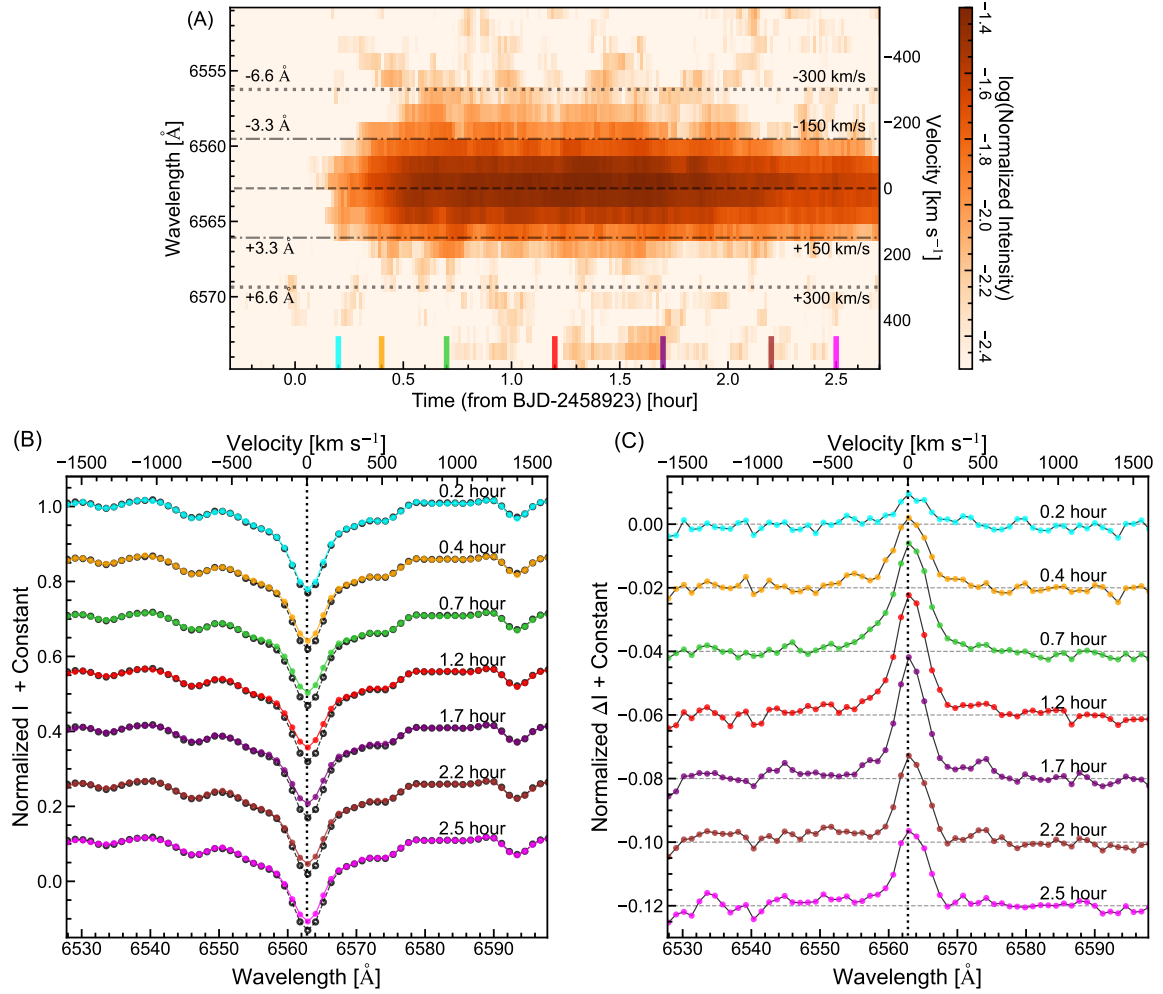 (A)
-6.6 Å
-300 km/s
-3.3 Å
-150 km/s
+3.3 Å
+150 km/s
+6.6 Å
+300 km/s
6555
6560
6565
6570
Wavelength [Å]
−400
−200
0
200
400
Velocity [km s⁻¹]
0.0 0.5 1.0 1.5 2.0 2.5
Time (from BJD-2458923) [hour]
−1.4
−1.6
−1.8
−2.0
−2.2
−2.4
log(Normalized Inteinsity)
(B)
Velocity [km s⁻¹]
−1500 −1000 −500 0 500 1000 1500
1.0
0.8
0.6
0.4
0.2
0.0
Normalized I + Constant
0.2 hour
0.4 hour
0.7 hour
1.2 hour
1.7 hour
2.2 hour
2.5 hour
6530 6540 6550 6560 6570 6580 6590
Wavelength [Å]
(C)
Velocity [km s⁻¹]
−1500 −1000 −500 0 500 1000 1500
0.00
−0.02
−0.04
−0.06
−0.08
−0.10
−0.12
Normalized ΔI + Constant
0.2 hour
0.4 hour
0.7 hour
1.2 hour
1.7 hour
2.2 hour
2.5 hour
6530 6540 6550 6560 6570 6580 6590
Wavelength [Å]